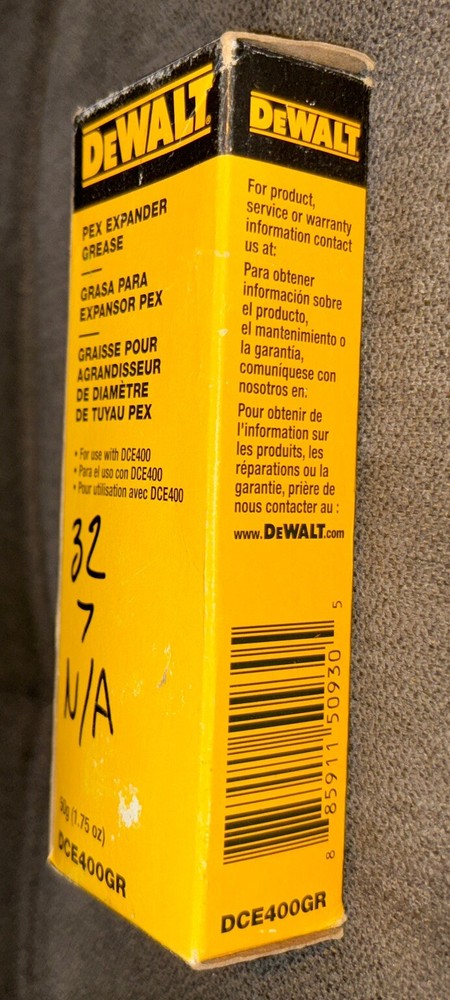 DEWALT
PEX EXPANDER
GREASE
GRASA PARA
EXPANSOR PEX
GRAISSE POUR
AGRANDISSEUR
DE DIAMÈTRE
DE TUYAU PEX
• For use with DCE400
• Para el uso con DCE400
• Pour utilisation avec DCE400
32
7
N/A
50g (1.75 oz)
DCE400GR
DEWALT
For product,
service or warranty
information contact
us at:
Para obtener
información sobre
el producto,
el mantenimiento o
la garantía,
comuníquese con
nosotros en:
Pour obtenir de
l'information sur
les produits, les
réparations ou la
garantie, prière de
nous contacter au :
www.DEWALT.com
8 85911 50930 5
DCE400GR